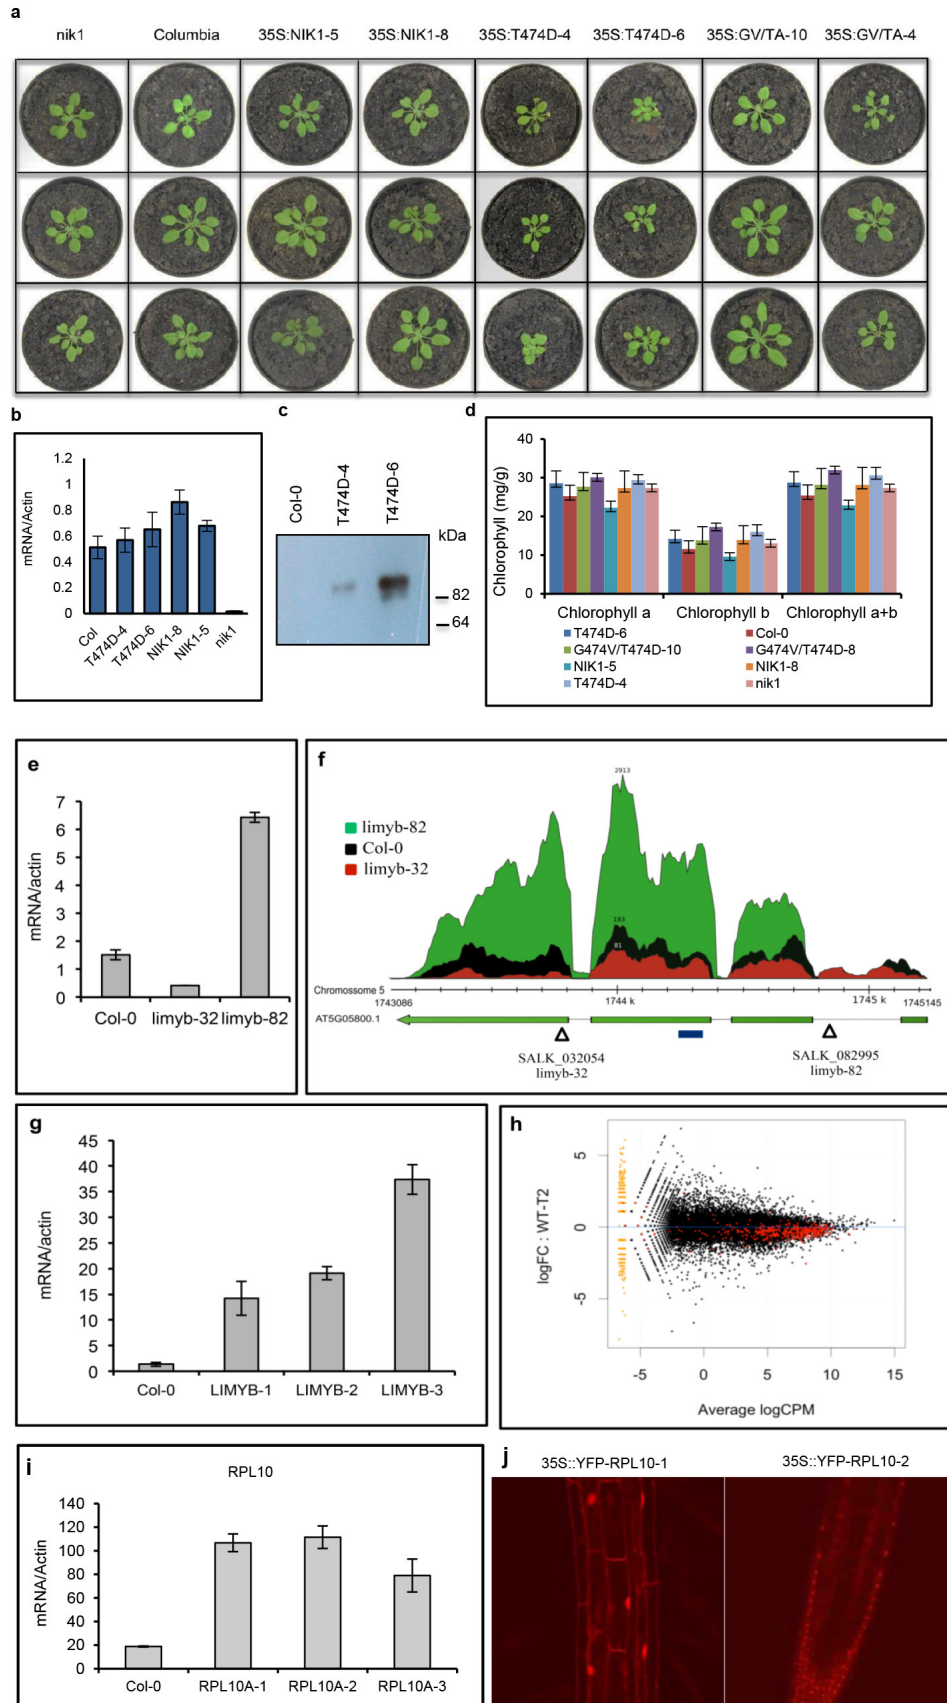 a
nik1 Columbia 35S:NIK1-5 35S:NIK1-8 35S:T474D-4 35S:T474D-6 35S:GV/TA-10 35S:GV/TA-4
b
mRNA/Actin
1.2
1
0.8
0.6
0.4
0.2
0
Col T474D-4 T474D-6 NIK1-8 NIK1-5 nik1
c
Col-0 T474D-4 T474D-6
kDa
82
64
d
Chlorophyll (mg/g)
40
30
20
10
0
Chlorophyll a Chlorophyll b Chlorophyll a+b
T474D-6 Col-0
G474V/T474D-10 G474V/T474D-8
NIK1-5 NIK1-8
T474D-4 nik1
e
mRNA/actin
7
6
5
4
3
2
1
0
Col-0 limyb-32 limyb-82
f
2913
limyb-82
Col-0
limyb-32
183
81
Chromossome 5
1743086 1744 k 1745 k 1745145
AT5G05800.1
SALK_032054 SALK_082995
limyb-32 limyb-82
g
mRNA/actin
45
40
35
30
25
20
15
10
5
0
Col-0 LIMYB-1 LIMYB-2 LIMYB-3
h
logFC : WT-T2
5
0
-5
-5 0 5 10 15
Average logCPM
i
RPL10
mRNA/Actin
140
120
100
80
60
40
20
0
Col-0 RPL10A-1 RPL10A-2 RPL10A-3
j
35S::YFP-RPL10-1 35S::YFP-RPL10-2